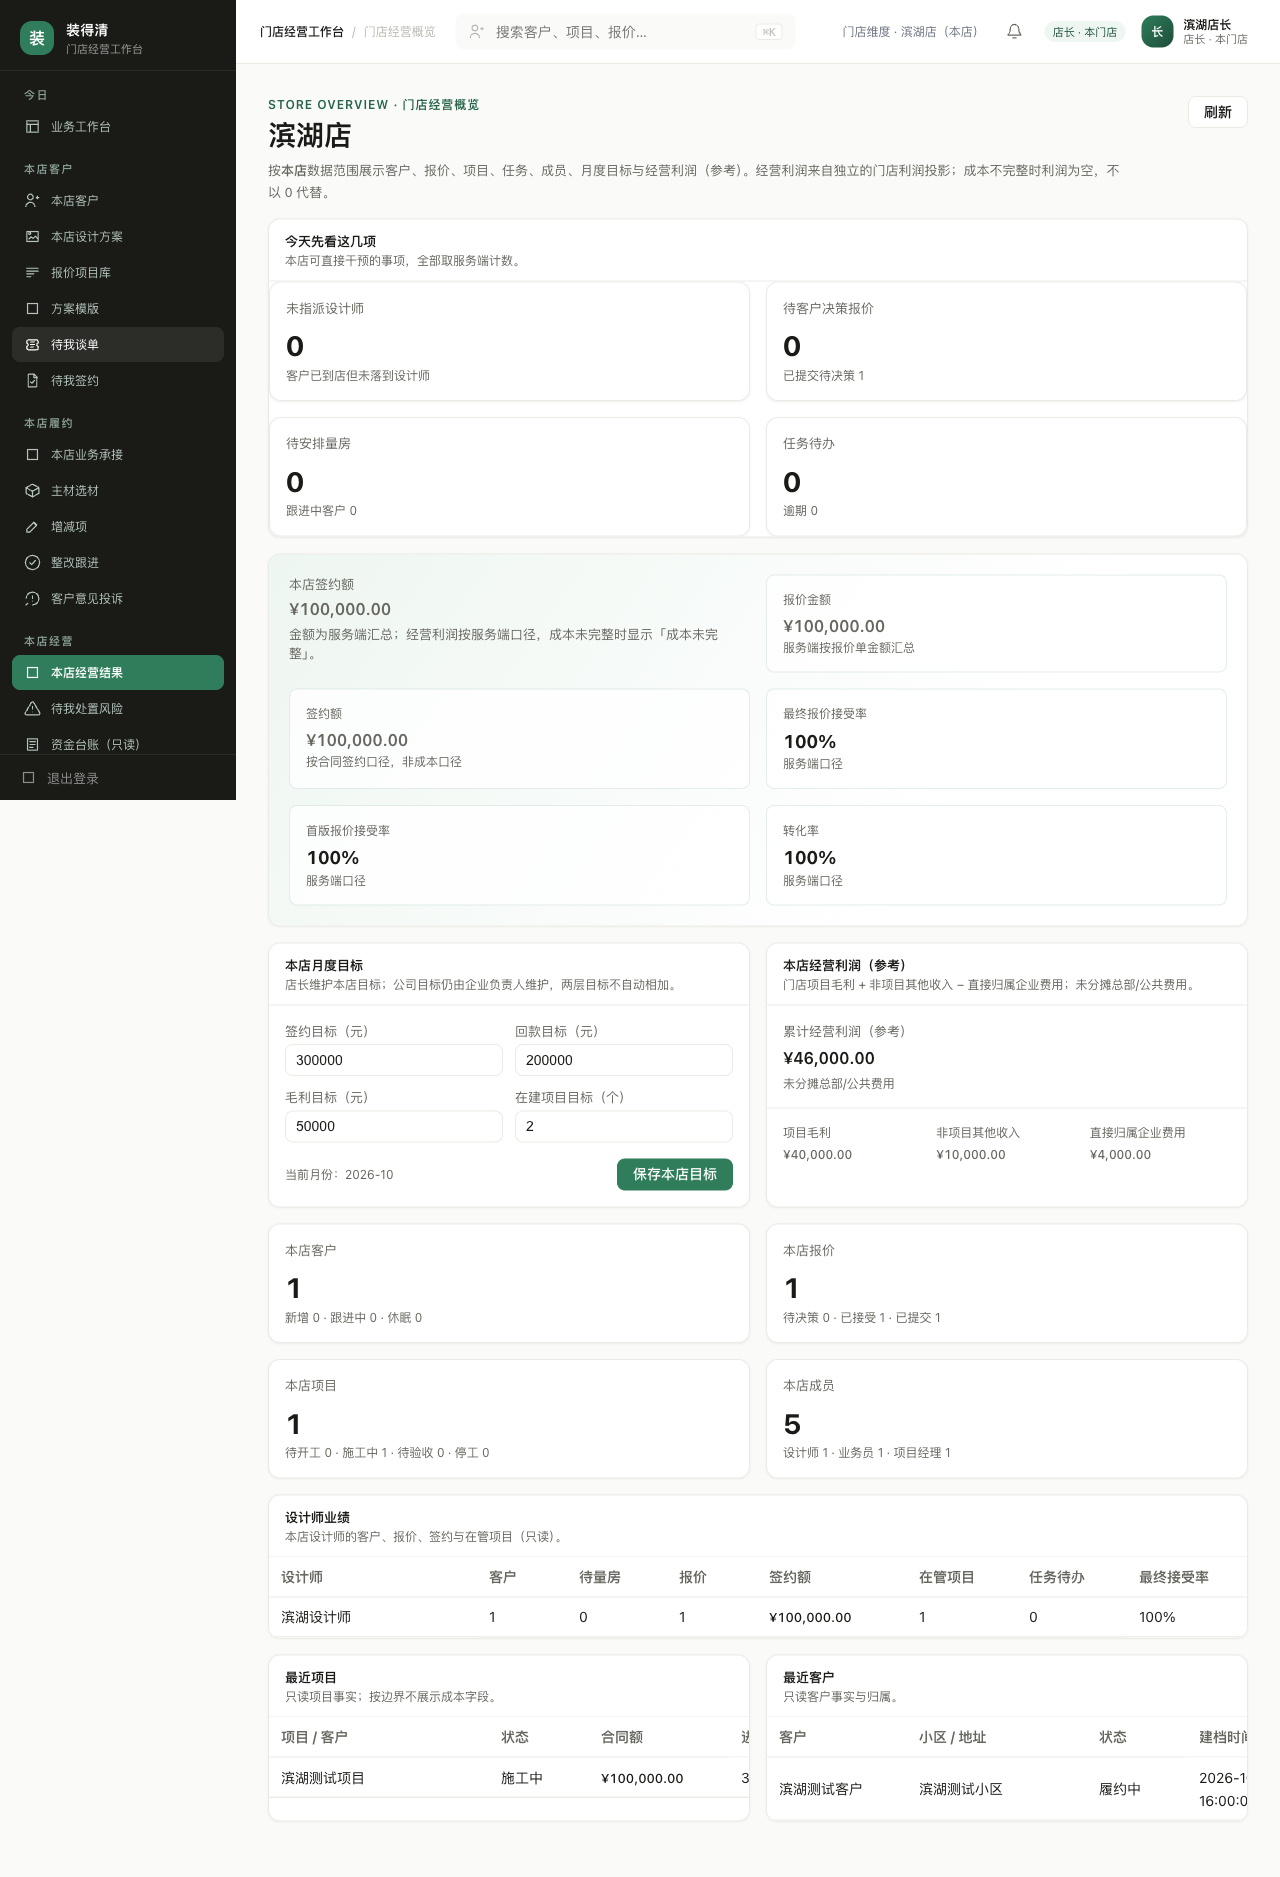 装
装得清
门店经营工作台
今日
业务工作台
本店客户
本店客户
本店设计方案
报价项目库
方案模版
待我谈单
待我签约
本店履约
本店业务承接
主材选材
增减项
整改跟进
客户意见投诉
本店经营
本店经营结果
待我处置风险
资金台账（只读）
退出登录
门店经营工作台 / 门店经营概览
搜索客户、项目、报价...
⌘K
门店维度 · 滨湖店（本店）
店长 · 本门店
长
滨湖店长
店长 · 本门店
STORE OVERVIEW · 门店经营概览
滨湖店
刷新
按本店数据范围展示客户、报价、项目、任务、成员、月度目标与经营利润（参考）。经营利润来自独立的门店利润投影；成本不完整时利润为空，不
以 0 代替。
今天先看这几项
本店可直接干预的事项，全部取服务端计数。
未指派设计师
0
客户已到店但未落到设计师
待客户决策报价
0
已提交待决策 1
待安排量房
0
跟进中客户 0
任务待办
0
逾期 0
本店签约额
¥100,000.00
金额为服务端汇总；经营利润按服务端口径，成本未完整时显示「成本未完
整」。
报价金额
¥100,000.00
服务端按报价单金额汇总
签约额
¥100,000.00
按合同签约口径，非成本口径
最终报价接受率
100%
服务端口径
首版报价接受率
100%
服务端口径
转化率
100%
服务端口径
本店月度目标
店长维护本店目标；公司目标仍由企业负责人维护，两层目标不自动相加。
签约目标（元）
300000
回款目标（元）
200000
毛利目标（元）
50000
在建项目目标（个）
2
当前月份：2026-10
保存本店目标
本店经营利润（参考）
门店项目毛利 + 非项目其他收入 − 直接归属企业费用；未分摊总部/公共费用。
累计经营利润（参考）
¥46,000.00
未分摊总部/公共费用
项目毛利
¥40,000.00
非项目其他收入
¥10,000.00
直接归属企业费用
¥4,000.00
本店客户
1
新增 0 · 跟进中 0 · 休眠 0
本店报价
1
待决策 0 · 已接受 1 · 已提交 1
本店项目
1
待开工 0 · 施工中 1 · 待验收 0 · 停工 0
本店成员
5
设计师 1 · 业务员 1 · 项目经理 1
设计师业绩
本店设计师的客户、报价、签约与在管项目（只读）。
设计师 客户 待量房 报价 签约额 在管项目 任务待办 最终接受率
滨湖设计师 1 0 1 ¥100,000.00 1 0 100%
最近项目
只读项目事实；按边界不展示成本字段。
项目 / 客户 状态 合同额
滨湖测试项目 施工中 ¥100,000.00 3
最近客户
只读客户事实与归属。
客户 小区 / 地址 状态 建档时间
滨湖测试客户 滨湖测试小区 履约中 2026-1
16:00:0